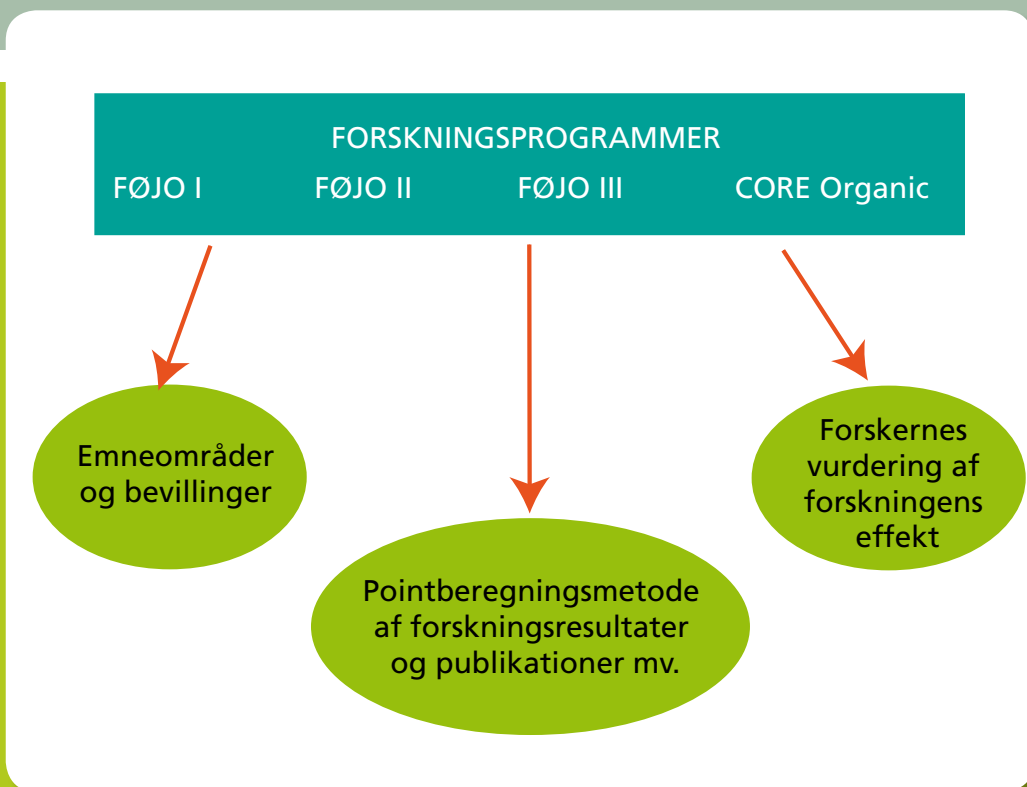 FORSKNINGSPROGRAMMER
FØJO I FØJO II FØJO III CORE Organic
Emneområder
og bevillinger
Pointberegningsmetode
af forskningsresultater
og publikationer mv.
Forskernes
vurdering af
forskningens
effekt